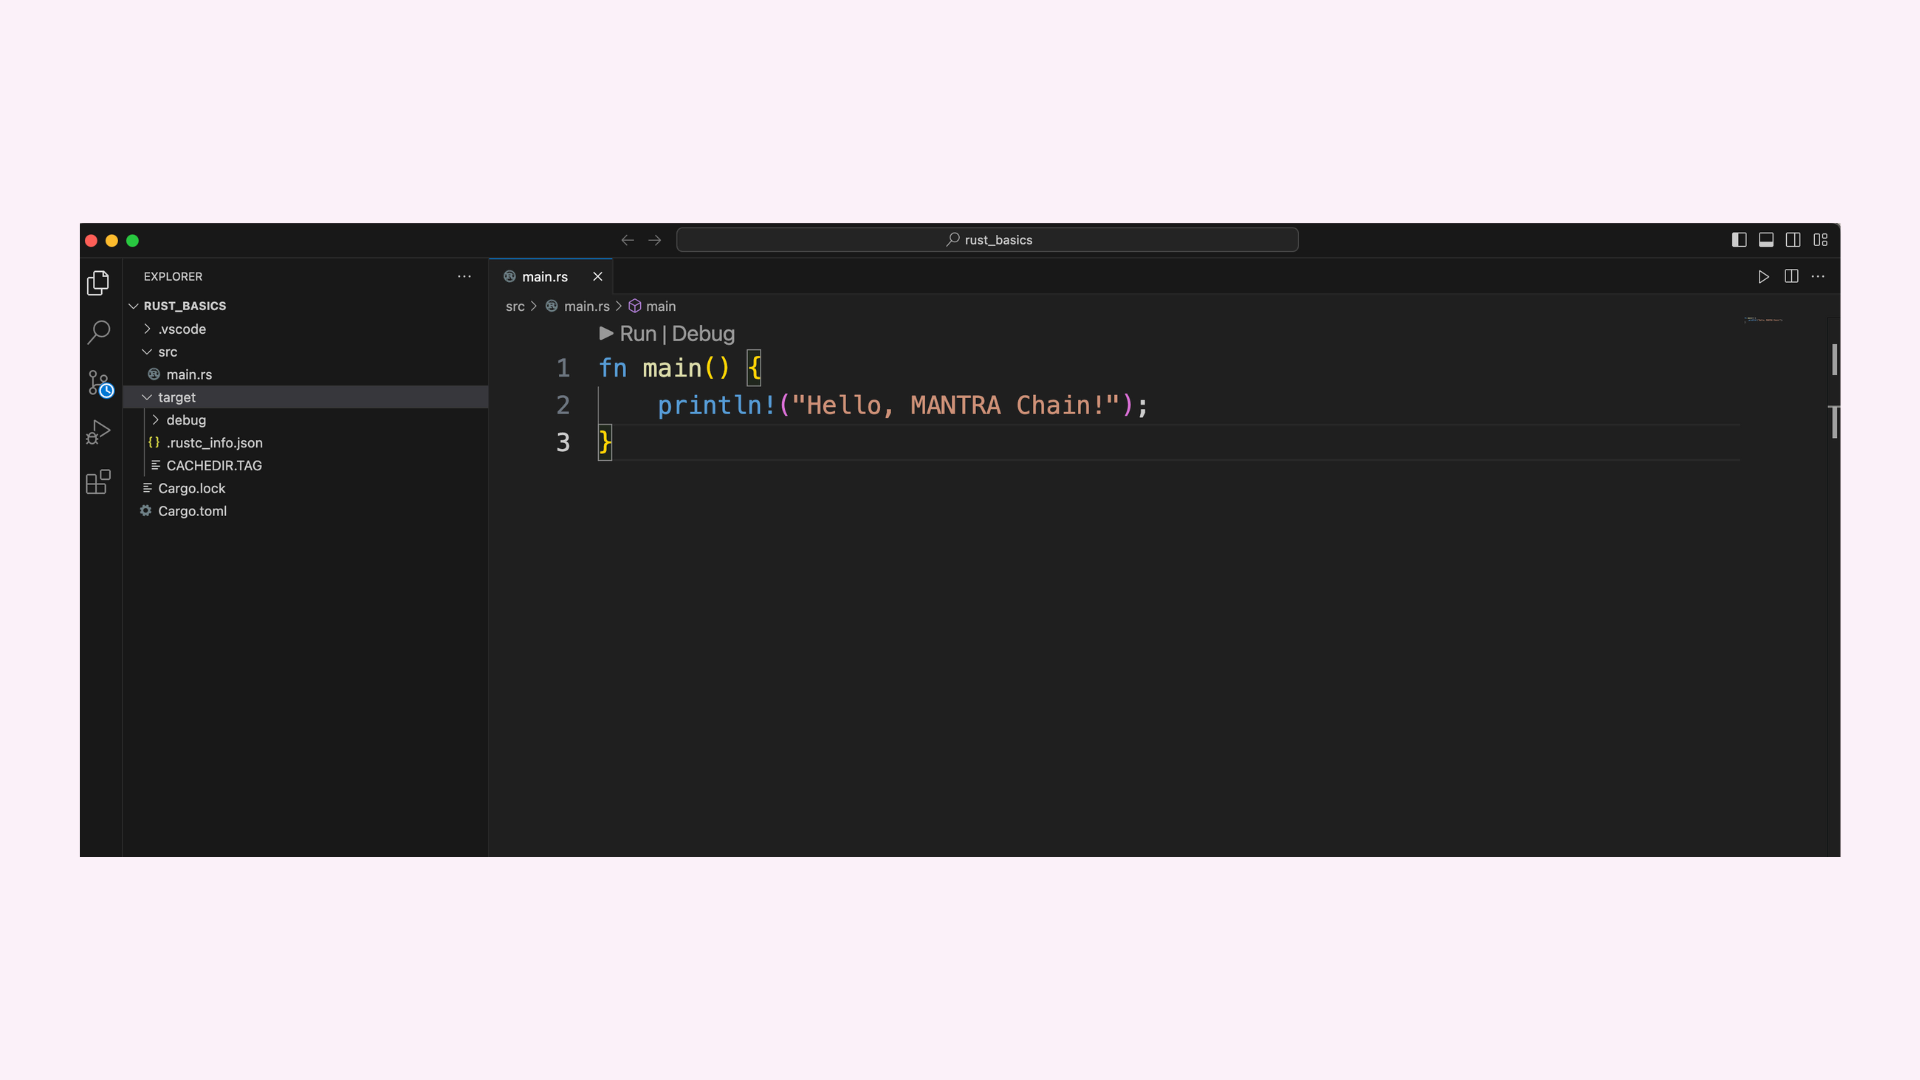 rust_basics
EXPLORER
RUST_BASICS
.vscode
src
main.rs
target
debug
.rustc_info.json
CACHEDIR.TAG
Cargo.lock
Cargo.toml
main.rs
src > main.rs > main
Run | Debug
1 fn main() {
2 println!("Hello, MANTRA Chain!");
3 }